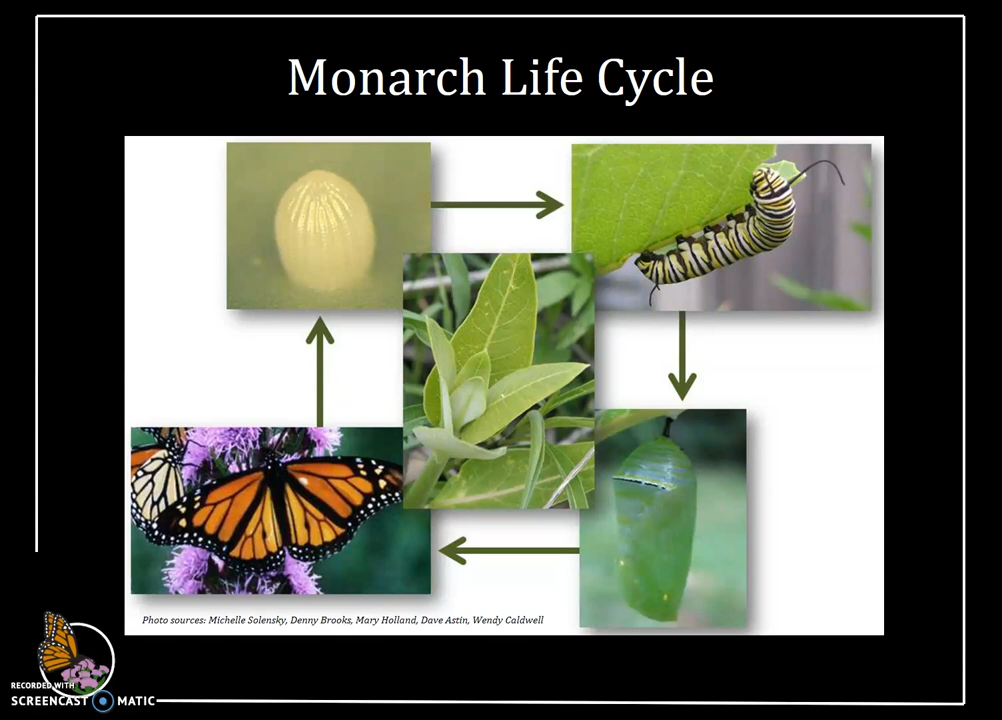 Monarch Life Cycle
Photo sources: Michelle Solensky, Denny Brooks, Mary Holland, Dave Astin, Wendy Caldwell
RECORDED WITH
SCREENCAST MATIC